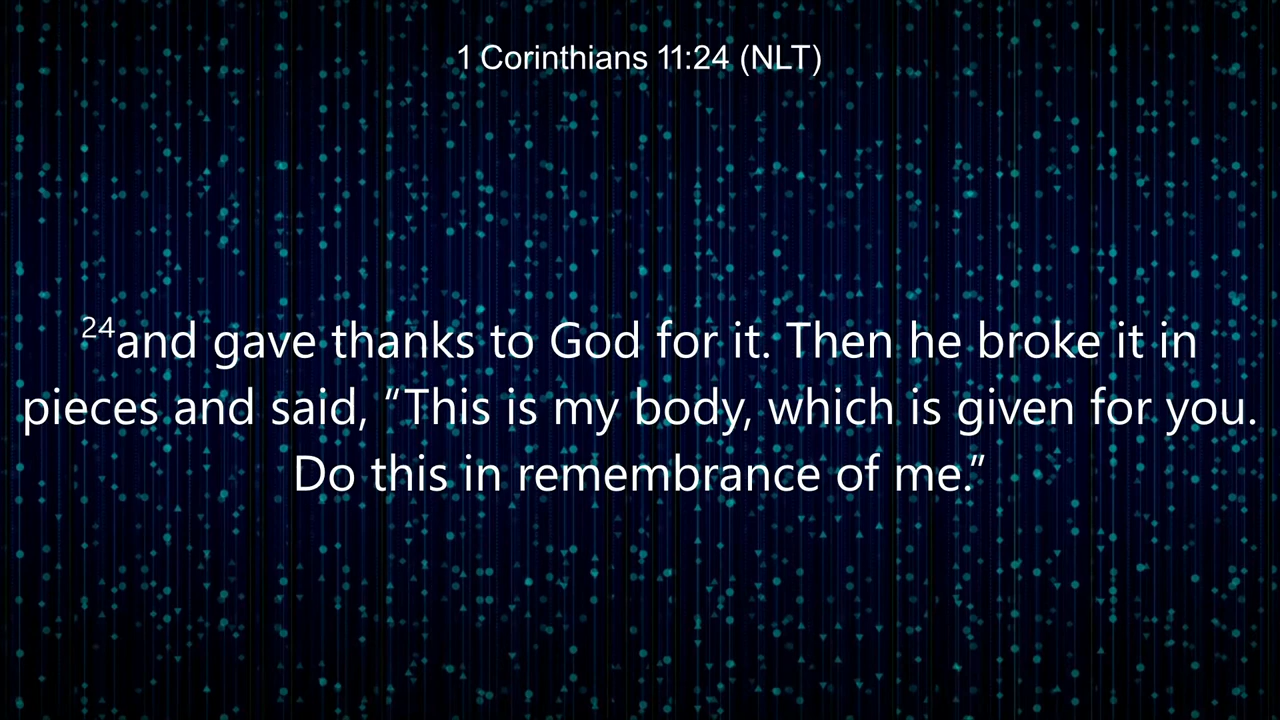 1 Corinthians 11:24 (NLT)
24and gave thanks to God for it. Then he broke it in
pieces and said, “This is my body, which is given for you.
Do this in remembrance of me.”